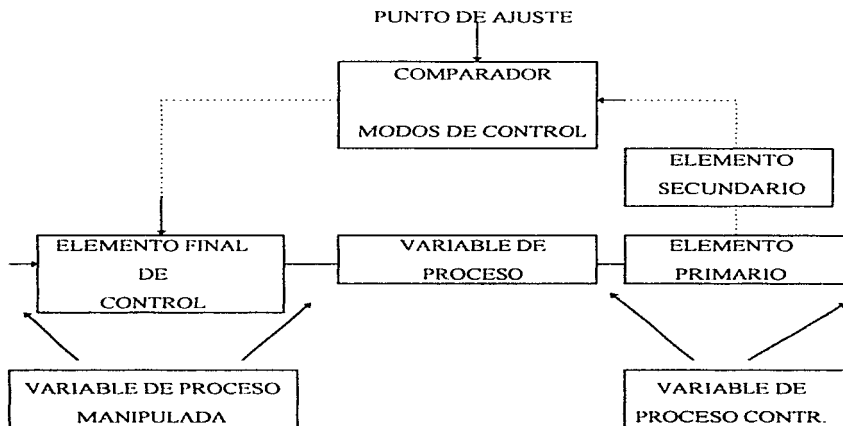 PUNTO DE AJUSTE
COMPARADOR
MODOS DE CONTROL
ELEMENTO
SECUNDARIO
ELEMENTO FINAL
DE
CONTROL
VARIABLE DE
PROCESO
ELEMENTO
PRIMARIO
VARIABLE DE PROCESO
MANIPULADA
VARIABLE DE
PROCESO CONTR.